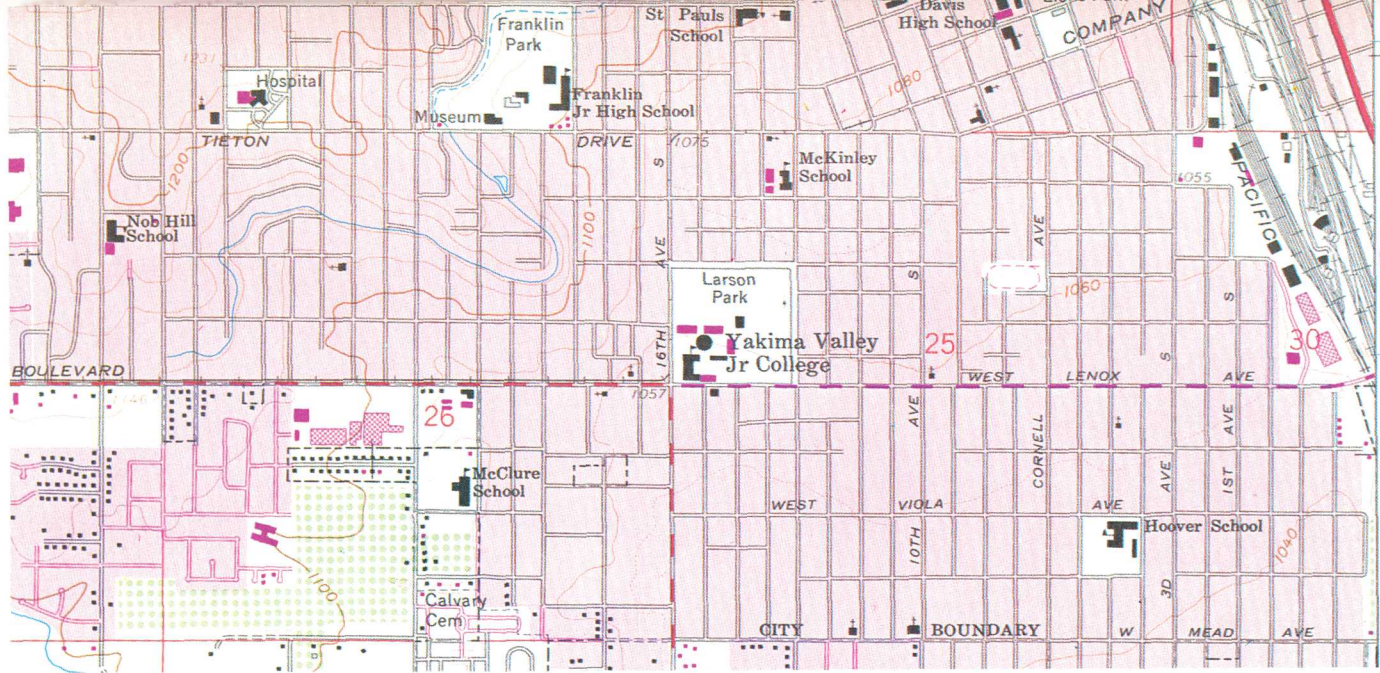 Franklin
Park
St Pauls
School
Davis
High School
COMPANY
1231
Hospital
1080
Museum
Franklin
Jr High School
TIETON
DRIVE
1075
McKinley
School
1200
S
PACIFIC
1055
Nob Hill
School
1100
AVE
AVE
Larson
Park
S
1060
S
16TH
Yakima Valley
Jr College
25
S
30
BOULEVARD
WEST LENOX AVE
1146
26
1057
AVE
CORNELL
AVE
1ST
McClure
School
WEST VIOLA AVE
10TH
Hoover School
1040
1100
3D
Calvary
Cem
CITY BOUNDARY
W MEAD AVE